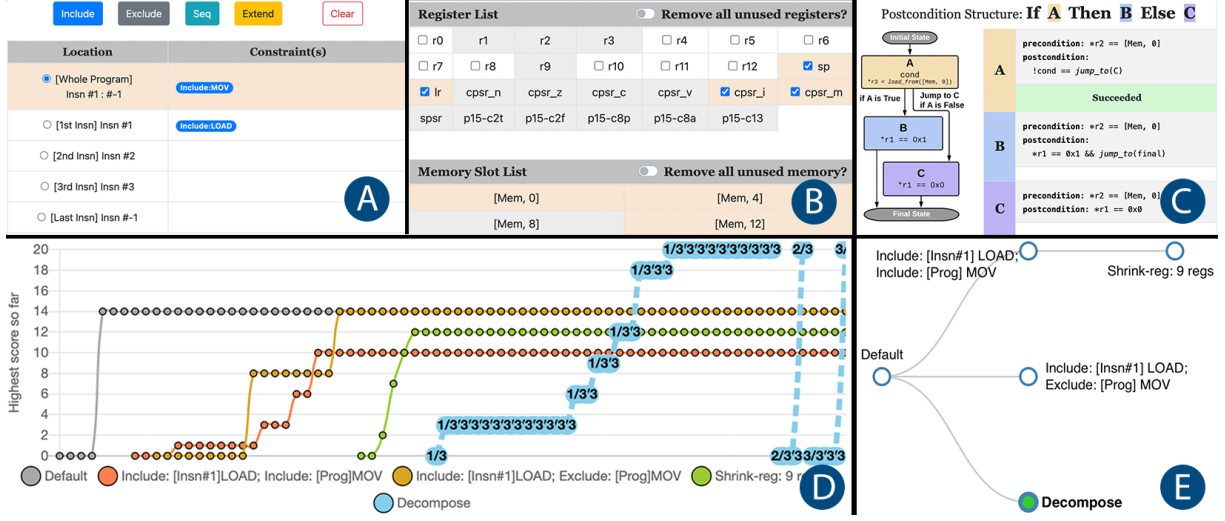 Include
Exclude
Seq
Extend
Clear
Location
Constraint(s)
[Whole Program]
Insn #1 : #-1
Include:MOV
[1st Insn] Insn #1
Include:LOAD
[2nd Insn] Insn #2
[3rd Insn] Insn #3
[Last Insn] Insn #-1
A
Register List
Remove all unused registers?
r0 r1 r2 r3 r4 r5 r6
r7 r8 r9 r10 r11 r12 sp
lr cpsr_n cpsr_z cpsr_c cpsr_v cpsr_i cpsr_m
spsr p15-c2t p15-c2f p15-c8p p15-c8a p15-c13
Memory Slot List
Remove all unused memory?
[Mem, 0] [Mem, 4]
[Mem, 8] [Mem, 12]
B
Postcondition Structure: If A Then B Else C
Initial State
A
cond
*r3 < load_from([Mem, 0])
if A is True
Jump to C
if A is False
B
*r1 == 0x1
C
*r1 == 0x0
Final State
A
precondition: *r2 == [Mem, 0]
postcondition:
!cond == jump_to(C)
Succeeded
B
precondition: *r2 == [Mem, 0]
postcondition:
*r1 == 0x1 && jump_to(final)
C
precondition: *r2 == [Mem, 0]
postcondition: *r1 == 0x0
C
Highest score so far
20
18
16
14
12
10
8
6
4
2
0
1/3
1/3'3'3'3'3'3'3'3'3'3'3'3'3'3
1/3'3
1/3'3
1/3'3
1/3'3'3
1/3'3'3'3'3'3'3'3'3'3'3'3
2/3
3/
2/3'3
3/3'3'3
Default
Include: [Insn#1]LOAD; Include: [Prog]MOV
Include: [Insn#1]LOAD; Exclude: [Prog]MOV
Shrink-reg: 9 r
Decompose
D
Include: [Insn#1] LOAD;
Include: [Prog] MOV
Shrink-reg: 9 regs
Default
Include: [Insn#1] LOAD;
Exclude: [Prog] MOV
Decompose
E